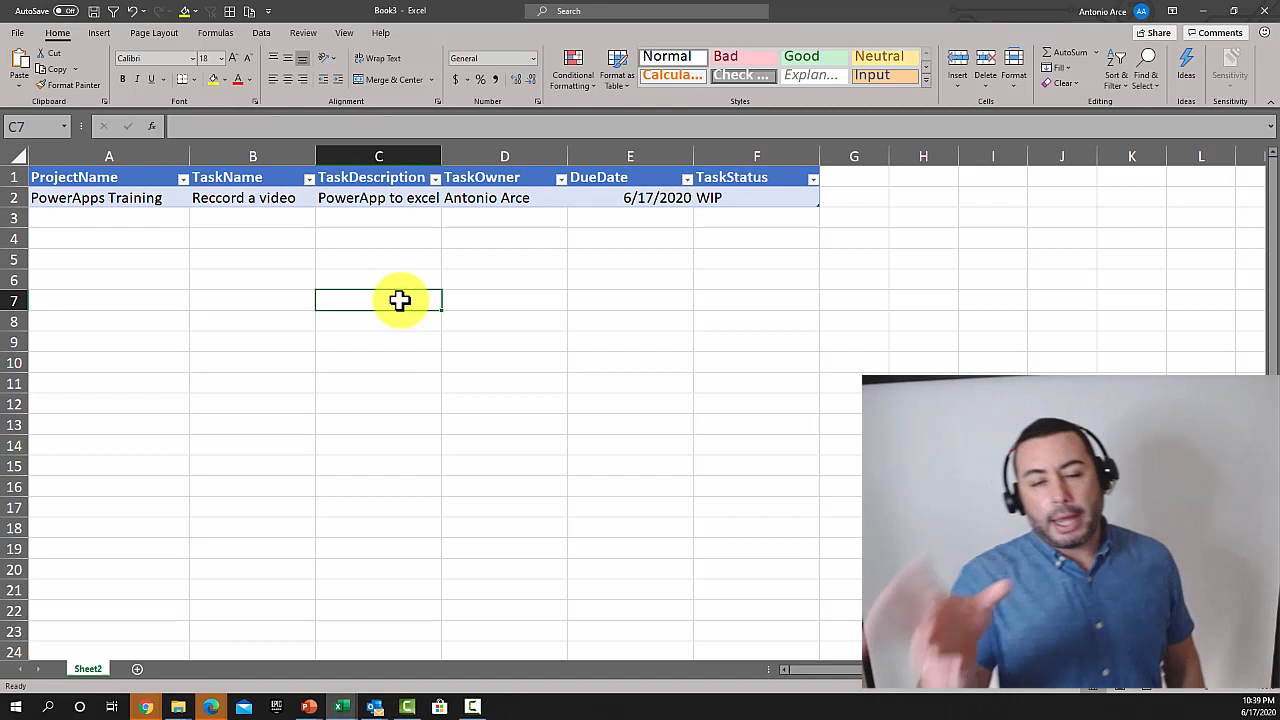 AutoSave Off Book3 - Excel Search Antonio Arce AA
File Home Insert Page Layout Formulas Data Review View Help Share Comments
Paste Cut Copy Format Painter
Clipboard
Calibri 18
B I U
Font
Merge & Center
Alignment
General
$ % ,
Number
Conditional Formatting
Format as Table
Normal Bad Good Neutral
Calcula... Check ... Explan... Input
Styles
Insert Delete Format
Cells
AutoSum
Fill
Clear
Sort & Filter
Find & Select
Editing
Ideas
Ideas
Sensitivity
Sensitivity
C7 fx
A B C D E F G H I J K L
1 ProjectName TaskName TaskDescription TaskOwner DueDate TaskStatus
2 PowerApps Training Reccord a video PowerApp to excel Antonio Arce 6/17/2020 WIP
3
4
5
6
7
8
9
10
11
12
13
14
15
16
17
18
19
20
21
22
23
24
Sheet2
Ready
10:39 PM
6/17/2020